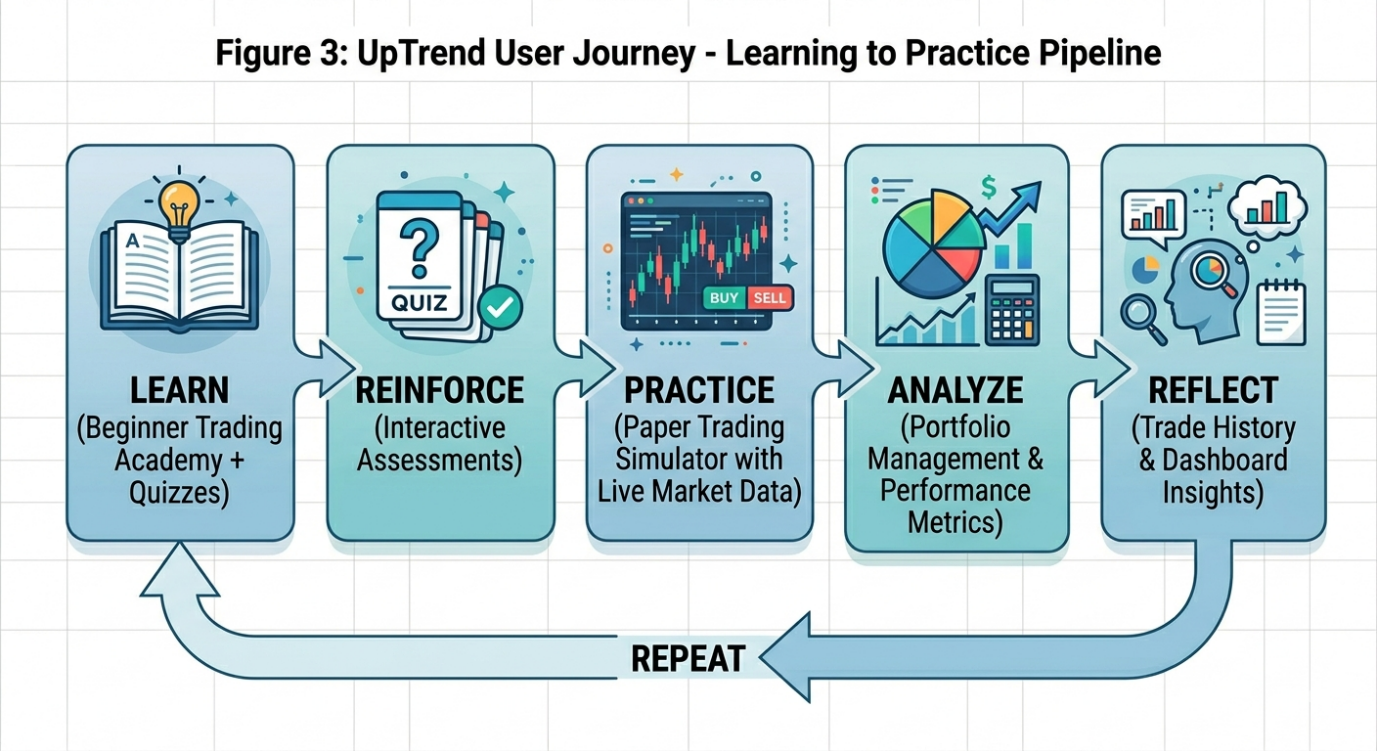 Figure 3: UpTrend User Journey - Learning to Practice Pipeline
A
LEARN
(Beginner Trading
Academy +
Quizzes)
?
QUIZ
REINFORCE
(Interactive
Assessments)
BUY SELL
PRACTICE
(Paper Trading
Simulator with
Live Market Data)
$
ANALYZE
(Portfolio
Management &
Performance
Metrics)
REFLECT
(Trade History
& Dashboard
Insights)
REPEAT